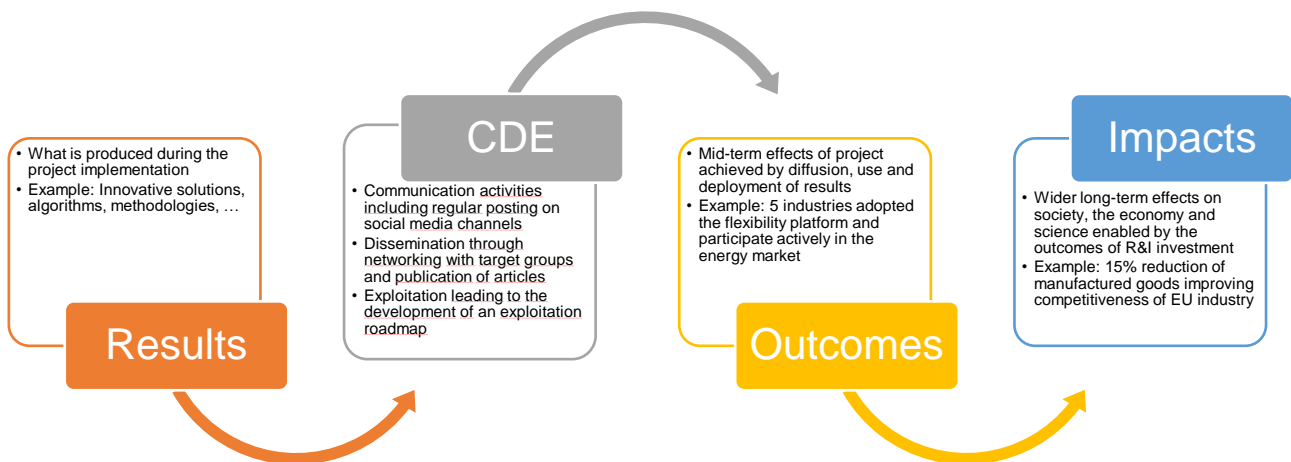 • What is produced during the
project implementation
• Example: Innovative solutions,
algorithms, methodologies, …
Results
CDE
• Communication activities
including regular posting on
social media channels
• Dissemination through
networking with target groups
and publication of articles
• Exploitation leading to the
development of an exploitation
roadmap
• Mid-term effects of project
achieved by diffusion, use and
deployment of results
• Example: 5 industries adopted
the flexibility platform and
participate actively in the
energy market
Outcomes
Impacts
• Wider long-term effects on
society, the economy and
science enabled by the
outcomes of R&I investment
• Example: 15% reduction of
manufactured goods improving
competitiveness of EU industry